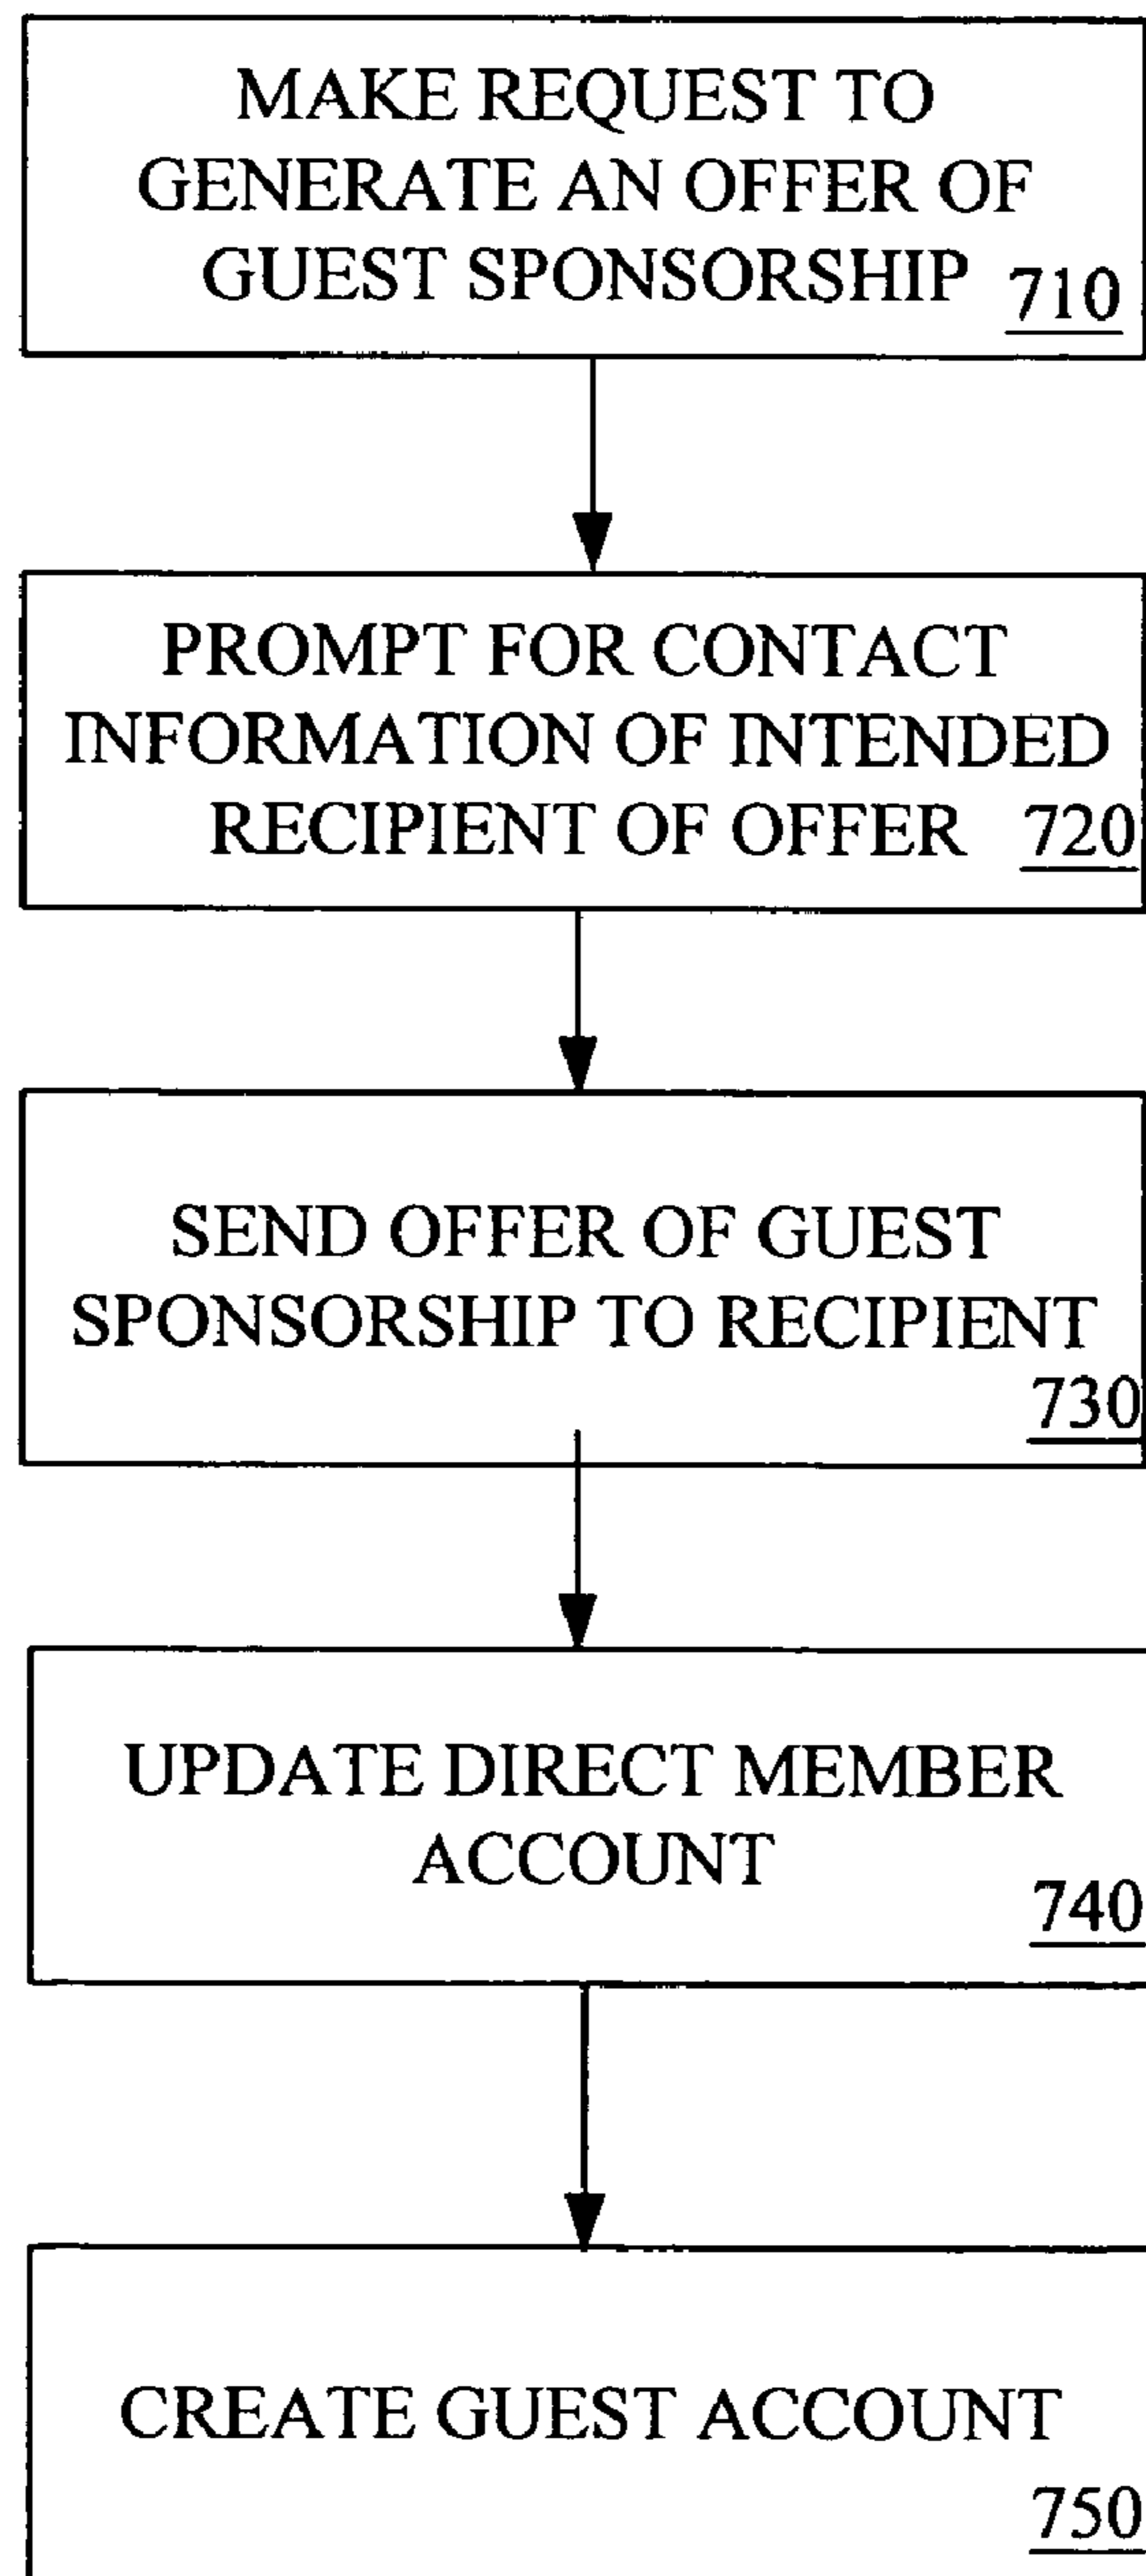 MAKE REQUEST TO
GENERATE AN OFFER OF
GUEST SPONSORSHIP 710
PROMPT FOR CONTACT
INFORMATION OF INTENDED
RECIPIENT OF OFFER 720
SEND OFFER OF GUEST
SPONSORSHIP TO RECIPIENT
730
UPDATE DIRECT MEMBER
ACCOUNT
740
CREATE GUEST ACCOUNT
750